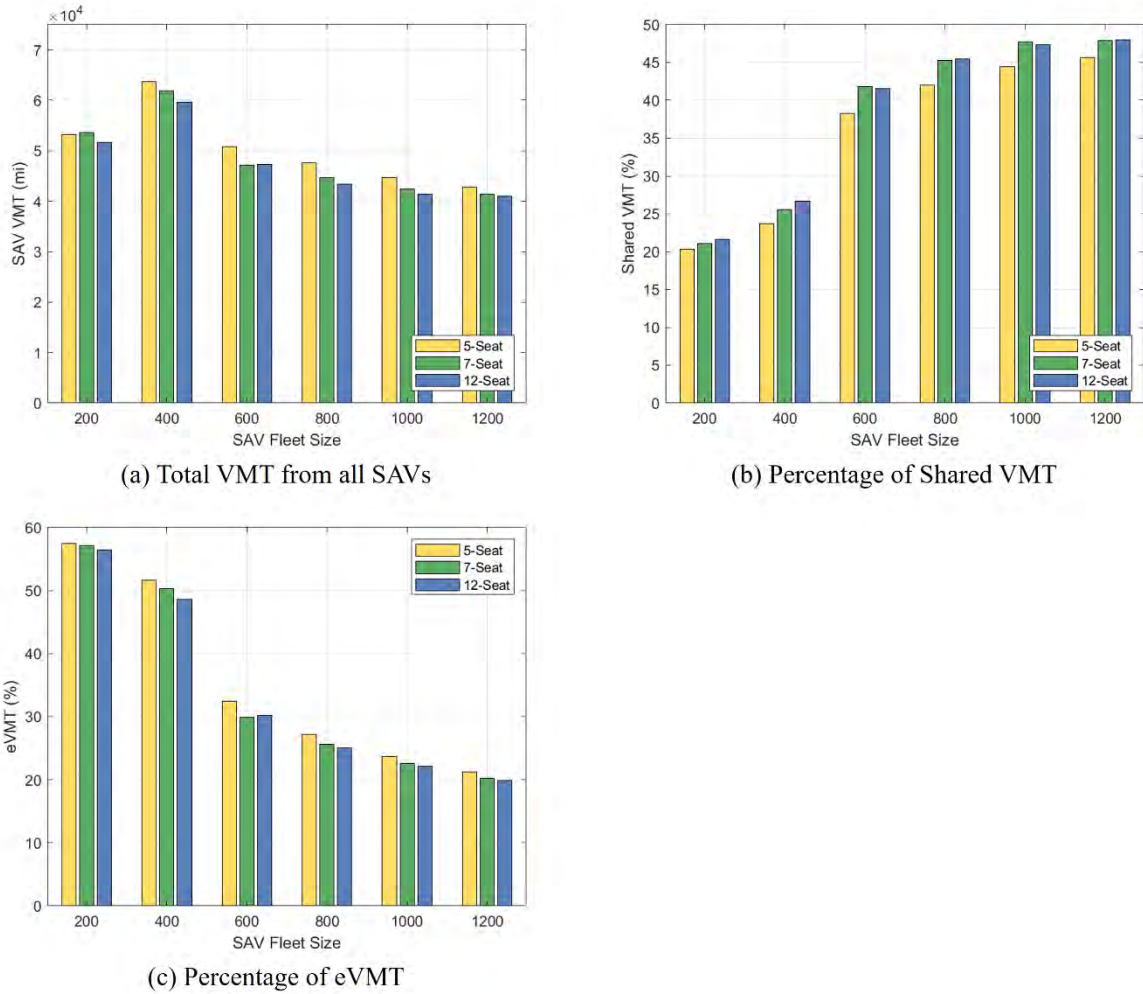 ×10⁴
7
6
5
4
3
2
1
0
SAV VMT (mi)
5-Seat
7-Seat
12-Seat
200 400 600 800 1000 1200
SAV Fleet Size
(a) Total VMT from all SAVs
50
45
40
35
30
25
20
15
10
5
0
Shared VMT (%)
5-Seat
7-Seat
12-Seat
200 400 600 800 1000 1200
SAV Fleet Size
(b) Percentage of Shared VMT
60
50
40
30
20
10
0
eVMT (%)
5-Seat
7-Seat
12-Seat
200 400 600 800 1000 1200
SAV Fleet Size
(c) Percentage of eVMT